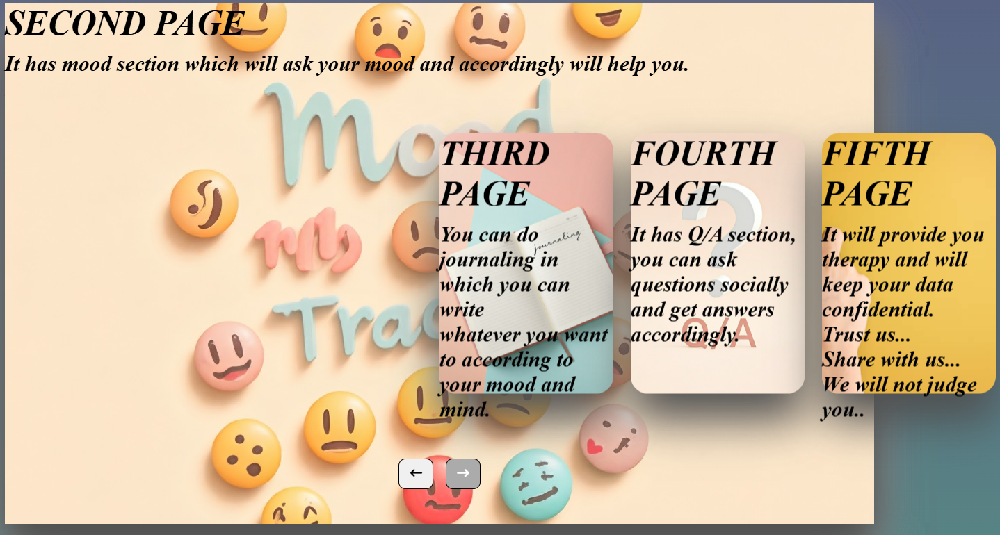 SECOND PAGE
It has mood section which will ask your mood and accordingly will help you.
Mood
Trac
THIRD
PAGE
You can do
journaling in
which you can
write
whatever you want
to according to
your mood and
mind.
journaling
FOURTH
PAGE
It has Q/A section,
you can ask
questions socially
and get answers
accordingly.
Q/A
FIFTH
PAGE
It will provide you
therapy and will
keep your data
confidential.
Trust us...
Share with us...
We will not judge
you..